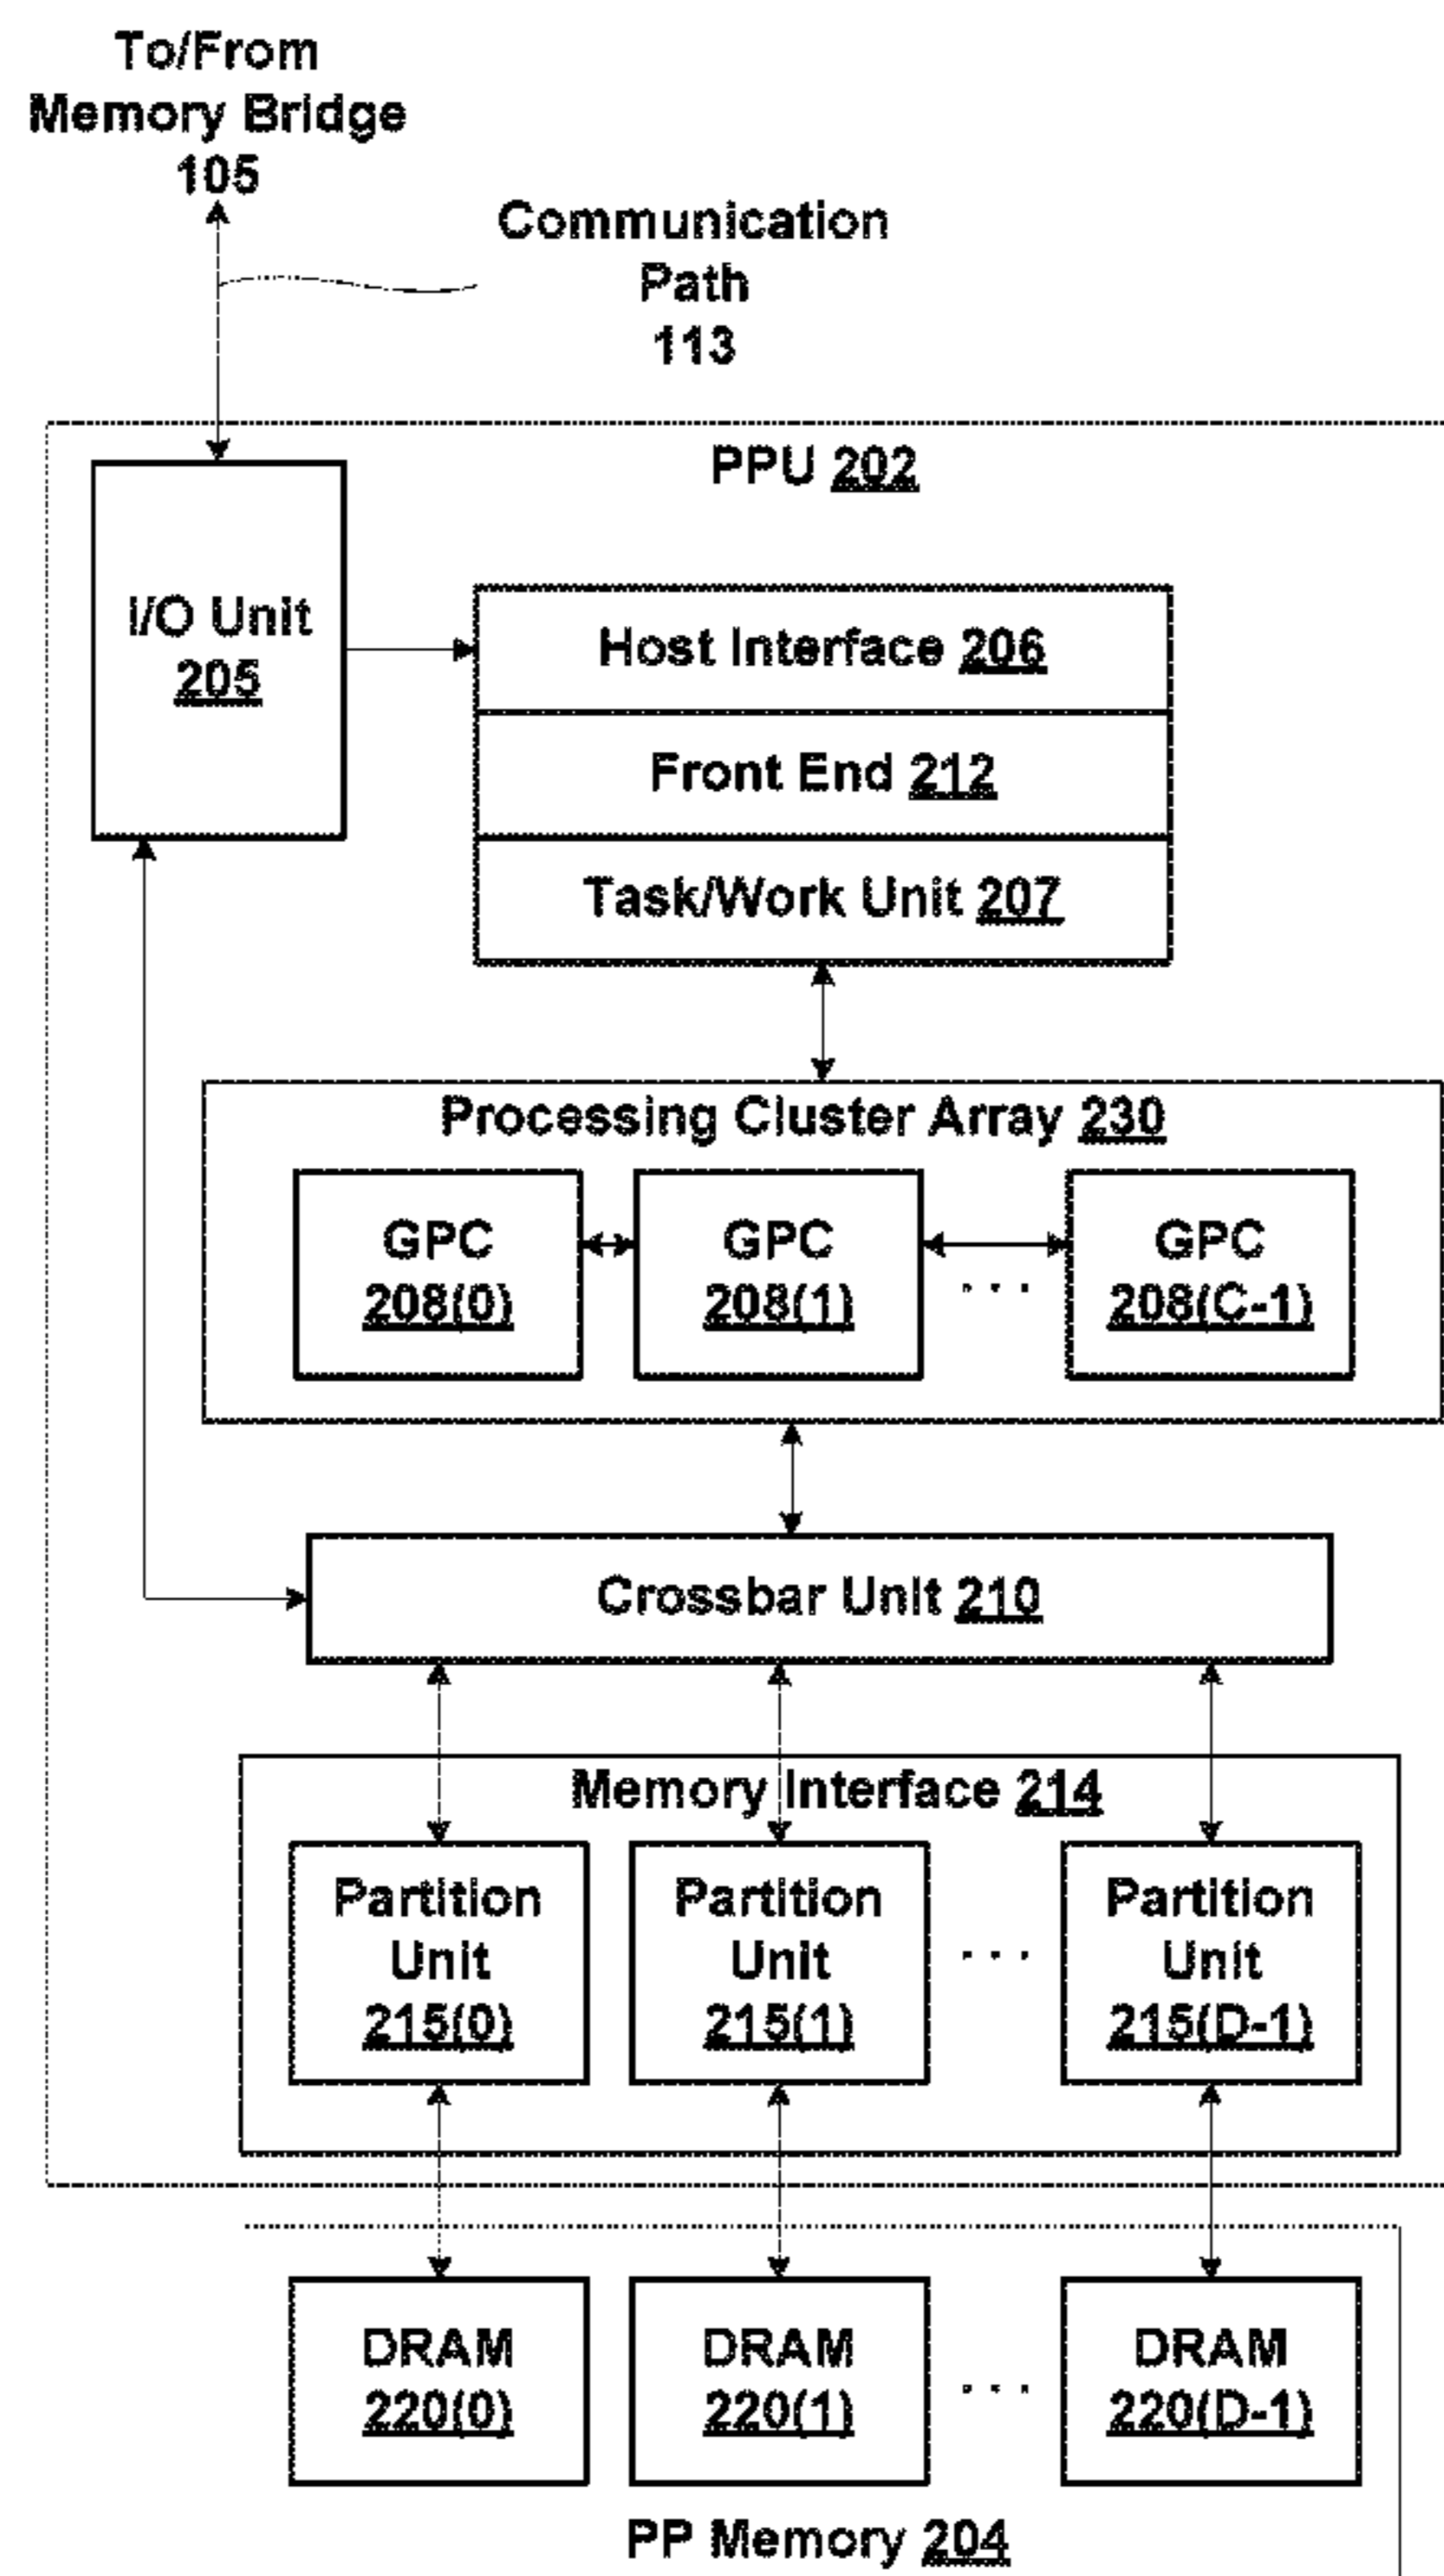 To/From
Memory Bridge
105
Communication
Path
113
PPU 202
I/O Unit
205
Host Interface 206
Front End 212
Task/Work Unit 207
Processing Cluster Array 230
GPC
208(0)
GPC
208(1)
. . .
GPC
208(C-1)
Crossbar Unit 210
Memory Interface 214
Partition
Unit
215(0)
Partition
Unit
215(1)
. . .
Partition
Unit
215(D-1)
DRAM
220(0)
DRAM
220(1)
. . .
DRAM
220(D-1)
PP Memory 204